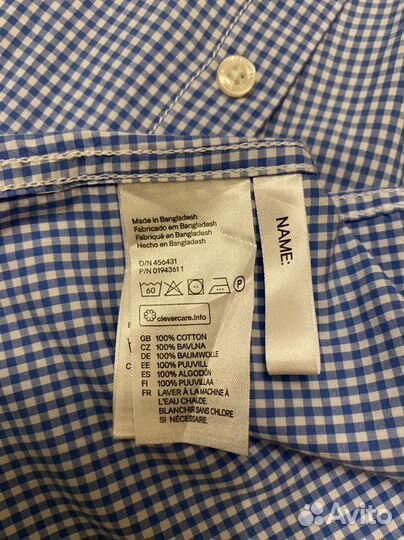 Made in Bangladesh
Fabricado em Bangladesh
Fabriqué en Bangladesh
Hecho en Bangladesh
O/N 456431
P/N 01943611
60
P
clevercare.info
GB 100% COTTON
CZ 100% BAVLNA
DE 100% BAUMWOLLE
EE 100% PUUVILL
ES 100% ALGODÓN
FI 100% PUUVILLAA
FR LAVER À LA MACHINE À
L'EAU CHAUDE.
BLANCHIR SANS CHLORE
SI NÉCESSAIRE.
NAME:
Avito